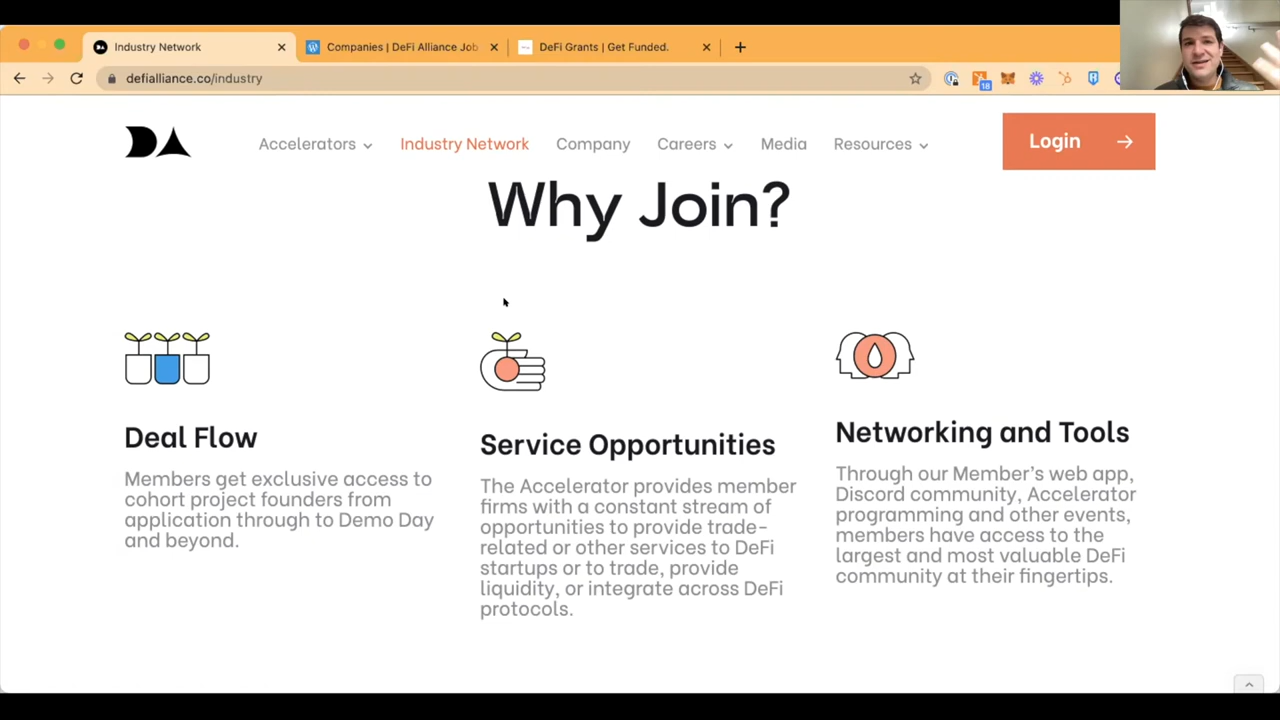 Industry Network
Companies | DeFi Alliance Job
DeFi Grants | Get Funded.
defialliance.co/industry
18
DA
Accelerators
Industry Network
Company
Careers
Media
Resources
Login
Why Join?
Deal Flow
Members get exclusive access to
cohort project founders from
application through to Demo Day
and beyond.
Service Opportunities
The Accelerator provides member
firms with a constant stream of
opportunities to provide trade-
related or other services to DeFi
startups or to trade, provide
liquidity, or integrate across DeFi
protocols.
Networking and Tools
Through our Member's web app,
Discord community, Accelerator
programming and other events,
members have access to the
largest and most valuable DeFi
community at their fingertips.